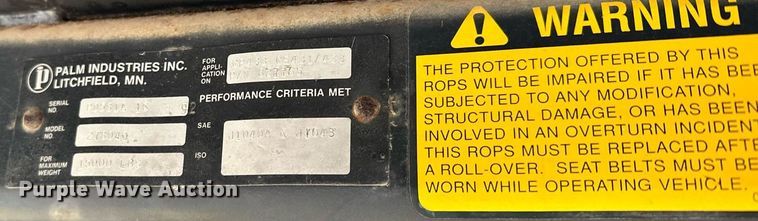 P
PALM INDUSTRIES INC.
LITCHFIELD, MN.
FOR
APPLI-
CATION
ON
PERFORMANCE CRITERIA MET
SERIAL
NO.
MODEL
NO.
SAE
J1040A & J1043
FOR
MAXIMUM
WEIGHT
15000 LBS
ISO
WARNING
THE PROTECTION OFFERED BY THIS
ROPS WILL BE IMPAIRED IF IT HAS BEE
SUBJECTED TO ANY MODIFICATION,
STRUCTURAL DAMAGE, OR HAS BEEN
INVOLVED IN AN OVERTURN INCIDENT
THIS ROPS MUST BE REPLACED AFTE
A ROLL-OVER. SEAT BELTS MUST BE
WORN WHILE OPERATING VEHICLE.
Purple Wave Auction